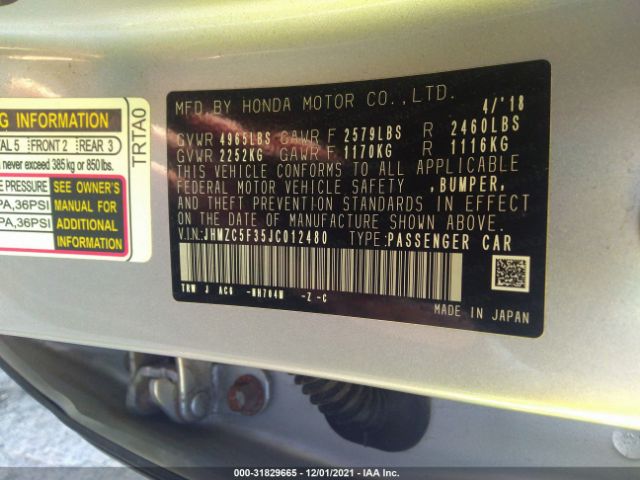 G INFORMATION
TAL 5 FRONT 2 REAR 3
never exceed 385 kg or 850 lbs.
E PRESSURE
PA,36PSI
PA,36PSI
SEE OWNER'S
MANUAL FOR
ADDITIONAL
INFORMATION
TRTA0
MFD. BY HONDA MOTOR CO.,LTD. 4/'18
GVWR 4965LBS GAWR F 2579LBS R 2460LBS
GVWR 2252KG GAWR F 1170KG R 1116KG
THIS VEHICLE CONFORMS TO ALL APPLICABLE
FEDERAL MOTOR VEHICLE SAFETY ,BUMPER,
AND THEFT PREVENTION STANDARDS IN EFFECT
ON THE DATE OF MANUFACTURE SHOWN ABOVE.
V.I.N:JHMZC5F35JC012480 TYPE:PASSENGER CAR
TRW J AC6 -NH704M -Z -C
MADE IN JAPAN
000-31829665 - 12/01/2021 - IAA Inc.